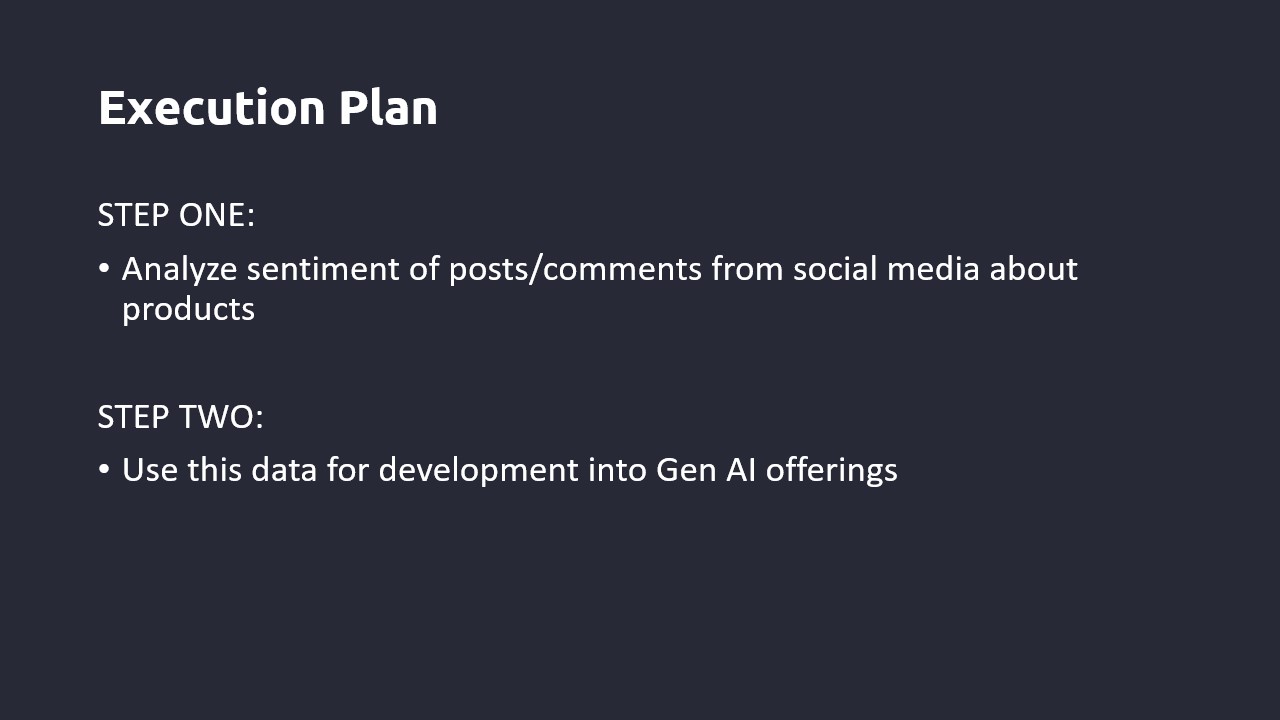 Execution Plan
STEP ONE:
• Analyze sentiment of posts/comments from social media about
products
STEP TWO:
• Use this data for development into Gen AI offerings